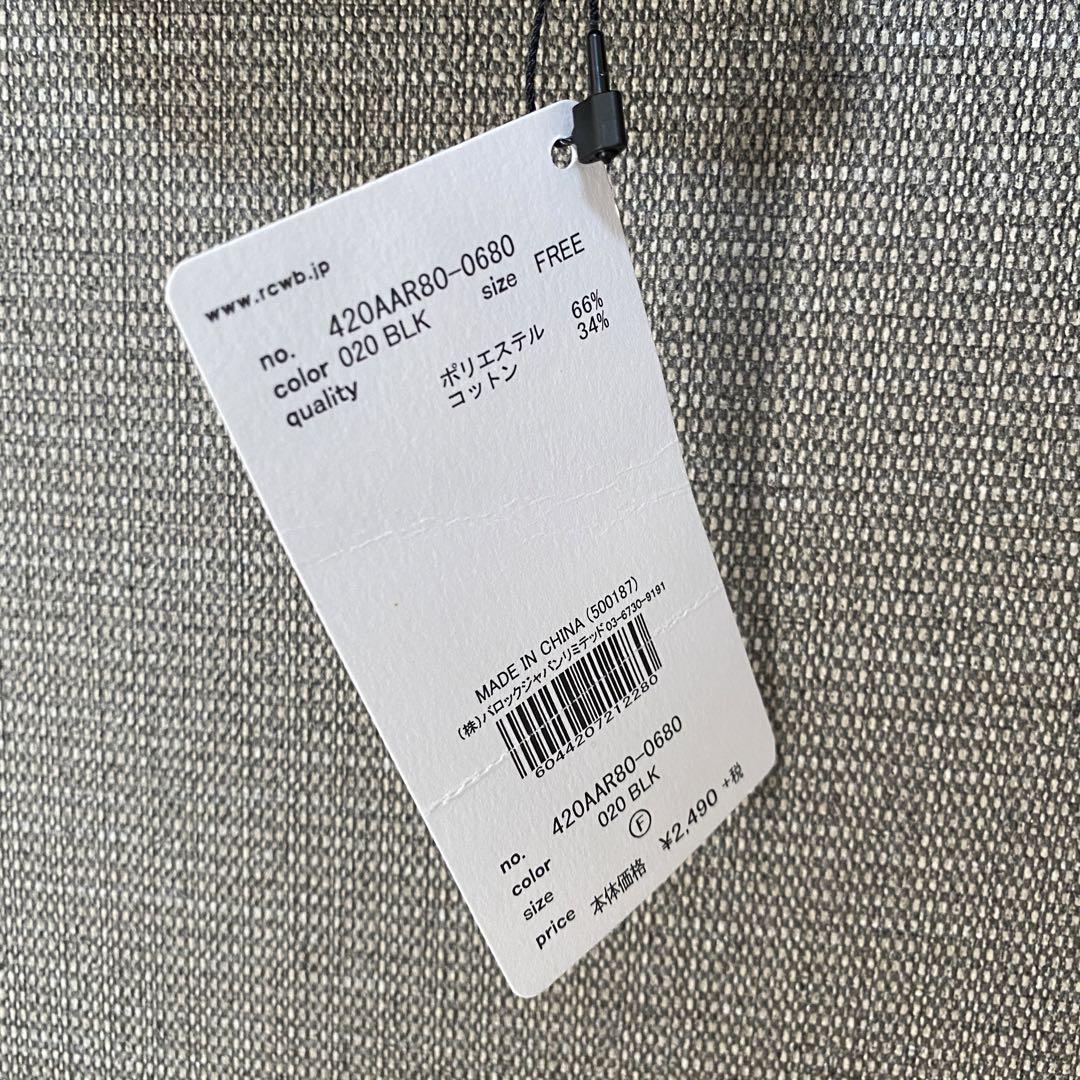 www.rcwb.jp
no. 420AAR80-0680
color 020 BLK size FREE
quality ポリエステル 66%
コットン 34%
MADE IN CHINA (500187)
(株)バロックジャパンリミテッド03-6730-9191
6044207212280
no. 420AAR80-0680
color 020 BLK
size Ⓕ
price 本体価格 ¥2,490 +税